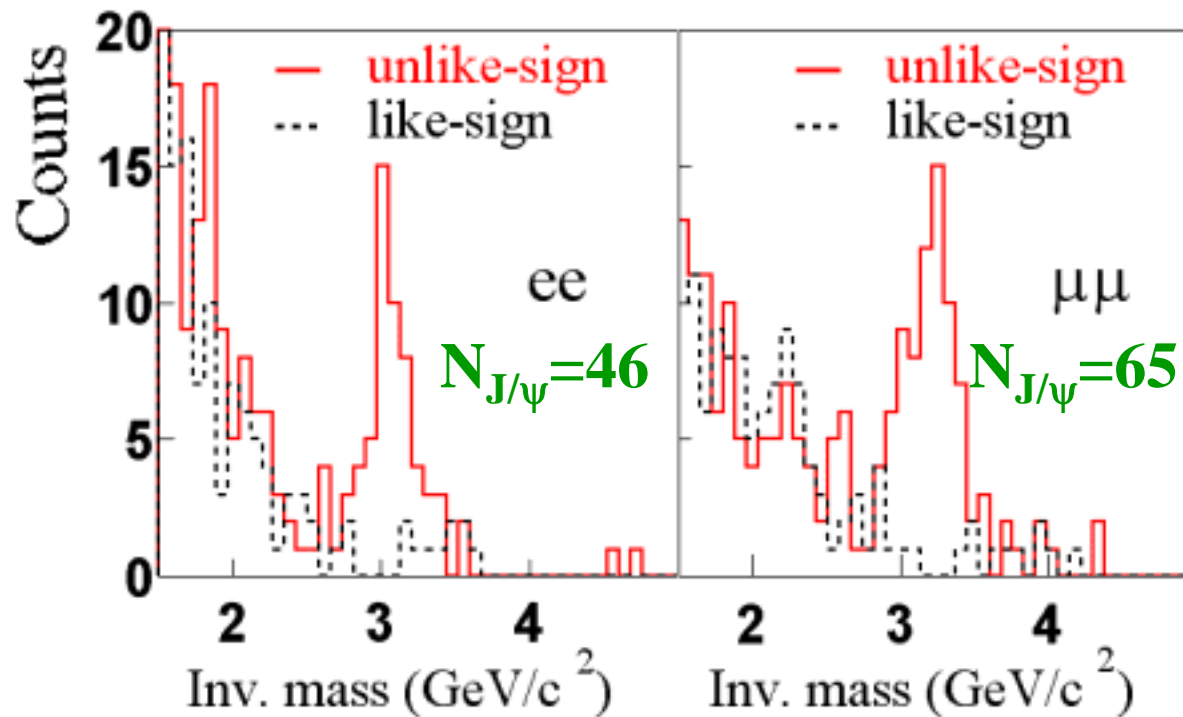 Counts
20
15
10
5
0
unlike-sign
like-sign
ee
N_J/ψ=46
2 3 4
Inv. mass (GeV/c²)
unlike-sign
like-sign
μμ
N_J/ψ=65
2 3 4
Inv. mass (GeV/c²)